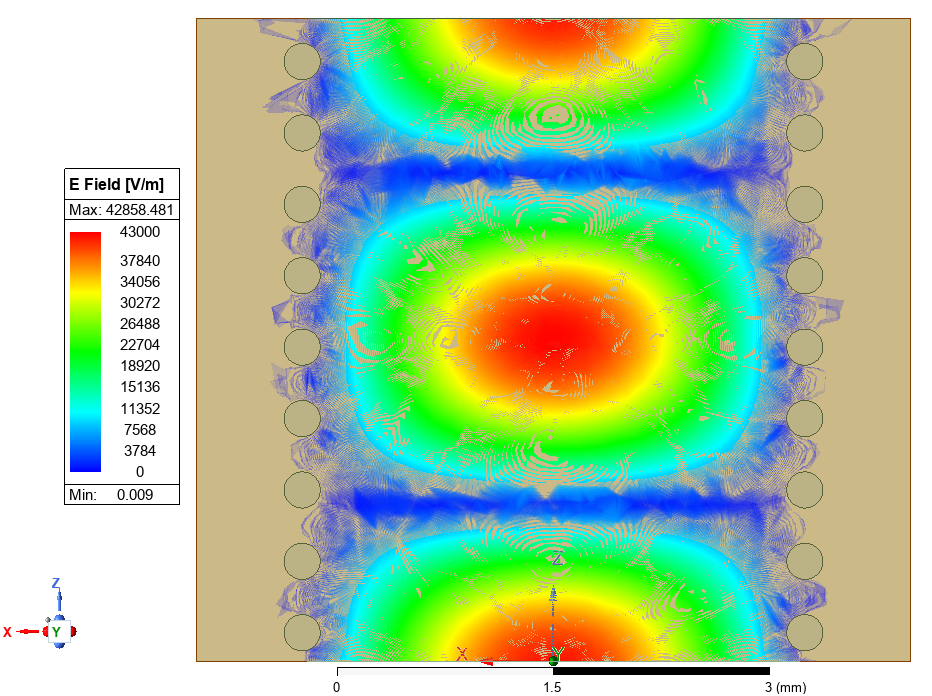 E Field [V/m]
Max: 42858.481
43000
37840
34056
30272
26488
22704
18920
15136
11352
7568
3784
0
Min: 0.009
Z
X
Y
Z
X
Y
0 1.5 3 (mm)